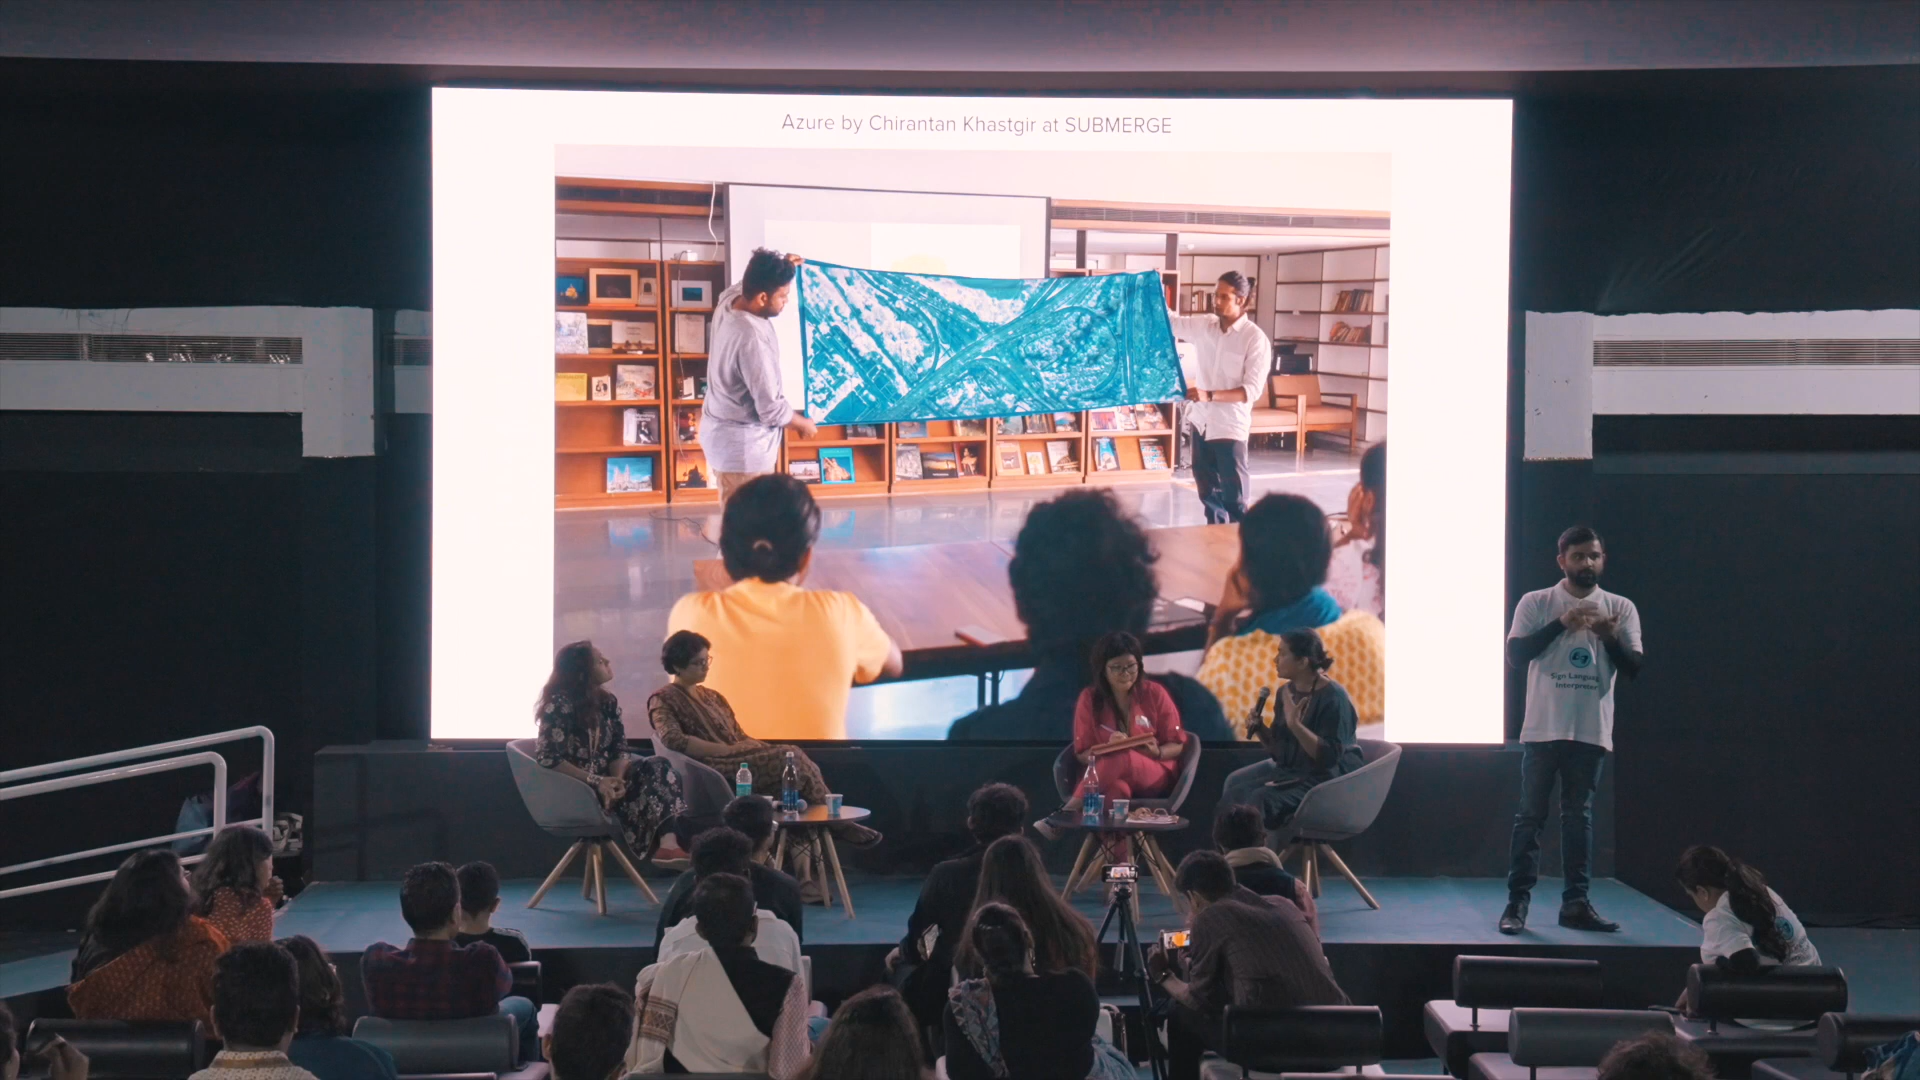 Azure by Chirantan Khastgir at SUBMERGE
Sign Language
Interpreter